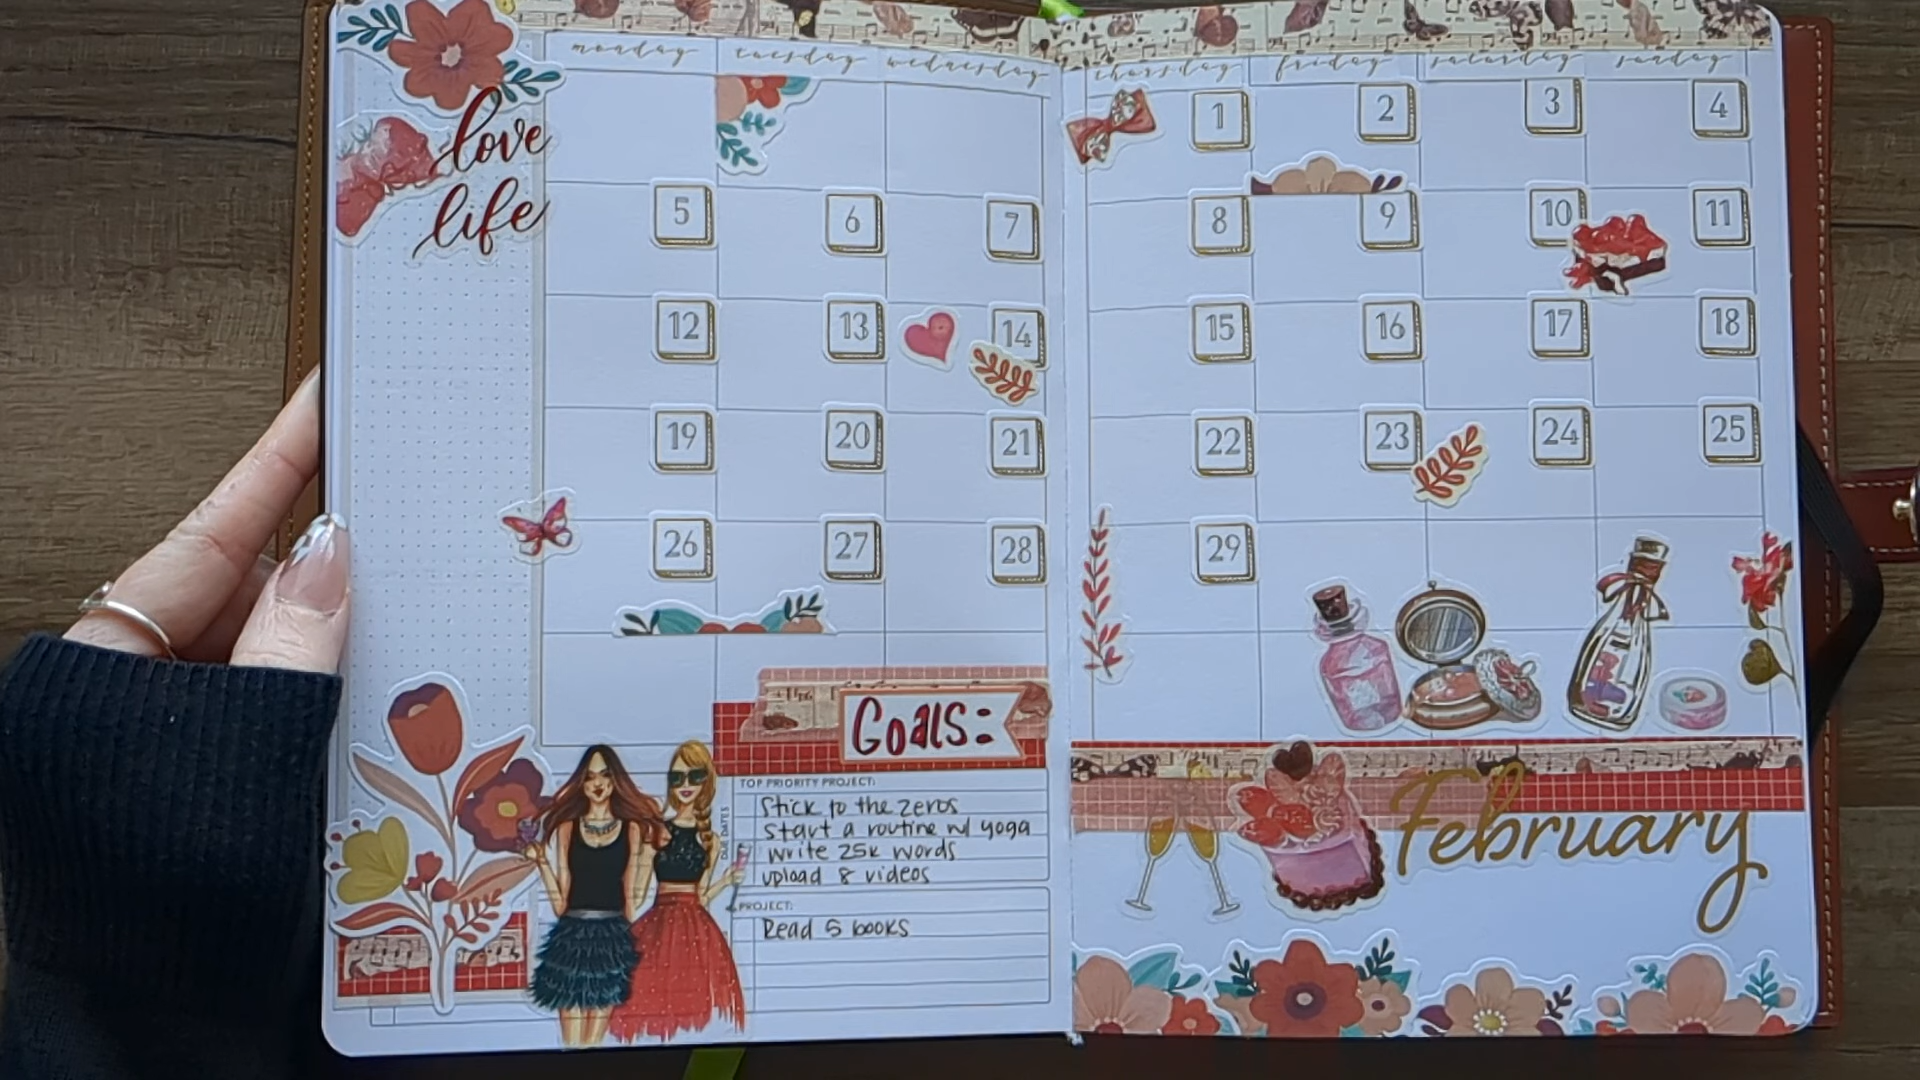 monday tuesday wednesday thursday friday saturday sunday
love
life
1 2 3 4
5 6 7 8 9 10 11
12 13 14 15 16 17 18
19 20 21 22 23 24 25
26 27 28 29
Goals:
TOP PRIORITY PROJECT:
DUE DATES
Stick to the zeros
start a routine w/ yoga
write 25k words
upload 8 videos
PROJECT:
Read 5 books
February